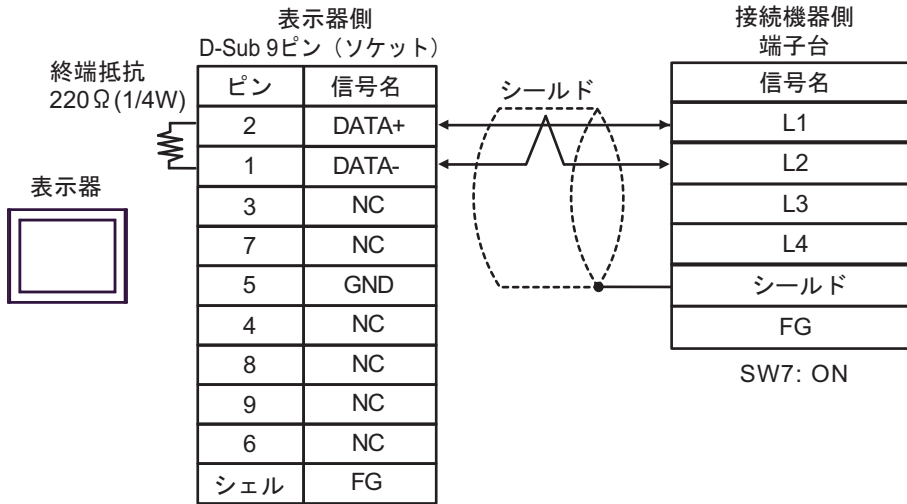 表示器側
D-Sub 9ピン（ソケット）
終端抵抗
220Ω(1/4W)
表示器
ピン 信号名
2 DATA+
1 DATA-
3 NC
7 NC
5 GND
4 NC
8 NC
9 NC
6 NC
シェル FG
シールド
接続機器側
端子台
信号名
L1
L2
L3
L4
シールド
FG
SW7: ON